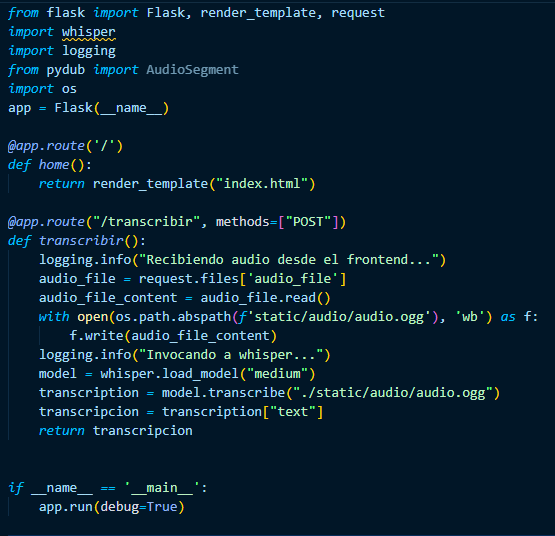 from flask import Flask, render_template, request
import whisper
import logging
from pydub import AudioSegment
import os
app = Flask(__name__)

@app.route('/')
def home():
    return render_template("index.html")

@app.route("/transcribir", methods=["POST"])
def transcribir():
    logging.info("Recibiendo audio desde el frontend...")
    audio_file = request.files['audio_file']
    audio_file_content = audio_file.read()
    with open(os.path.abspath(f'static/audio/audio.ogg'), 'wb') as f:
        f.write(audio_file_content)
    logging.info("Invocando a whisper...")
    model = whisper.load_model("medium")
    transcription = model.transcribe("./static/audio/audio.ogg")
    transcripcion = transcription["text"]
    return transcripcion


if __name__ == '__main__':
    app.run(debug=True)